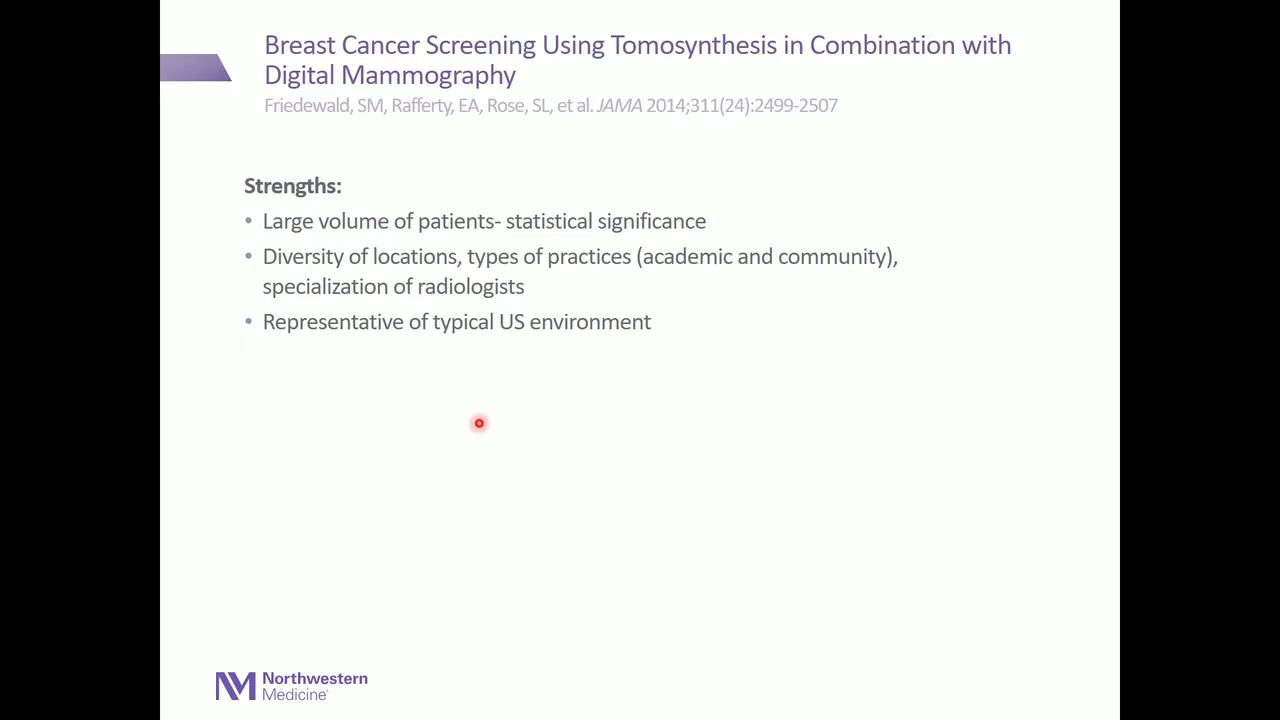 Breast Cancer Screening Using Tomosynthesis in Combination with
Digital Mammography
Friedewald, SM, Rafferty, EA, Rose, SL, et al. JAMA 2014;311(24):2499-2507
Strengths:
• Large volume of patients- statistical significance
• Diversity of locations, types of practices (academic and community),
specialization of radiologists
• Representative of typical US environment
NM Northwestern
Medicine